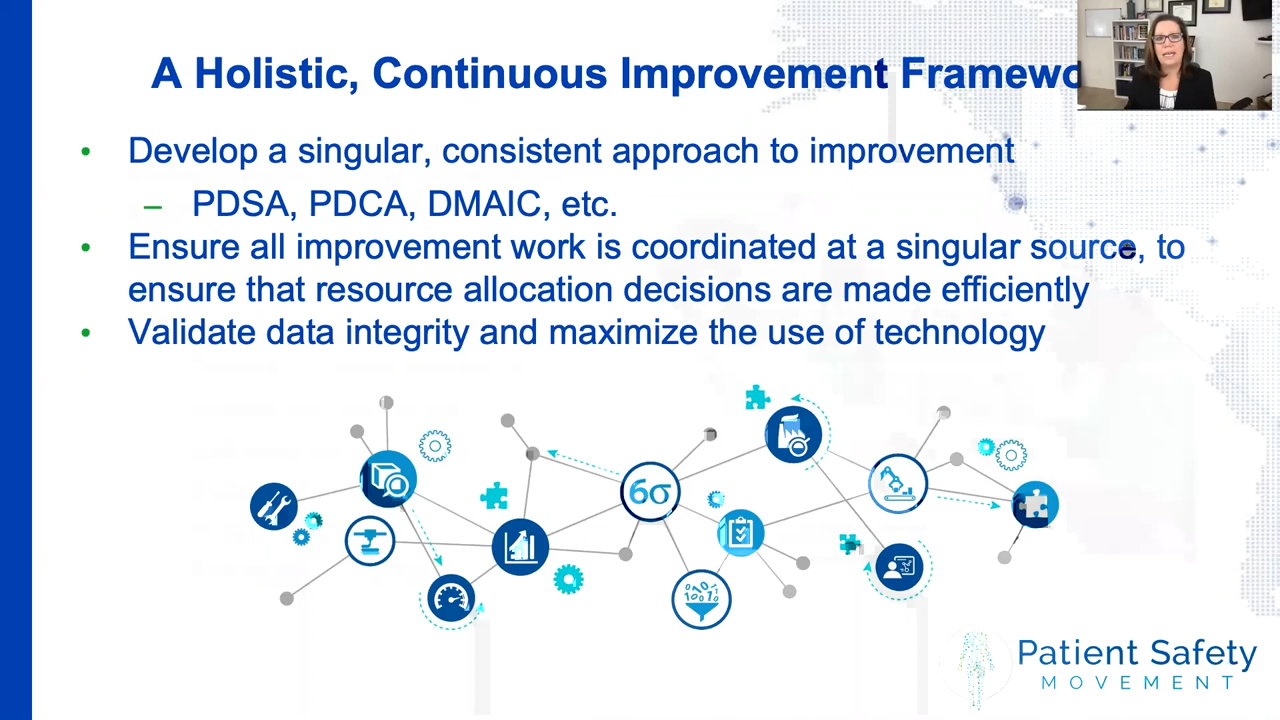 A Holistic, Continuous Improvement Framewo
• Develop a singular, consistent approach to improvement
– PDSA, PDCA, DMAIC, etc.
• Ensure all improvement work is coordinated at a singular source, to
ensure that resource allocation decisions are made efficiently
• Validate data integrity and maximize the use of technology
6σ
Patient Safety
MOVEMENT